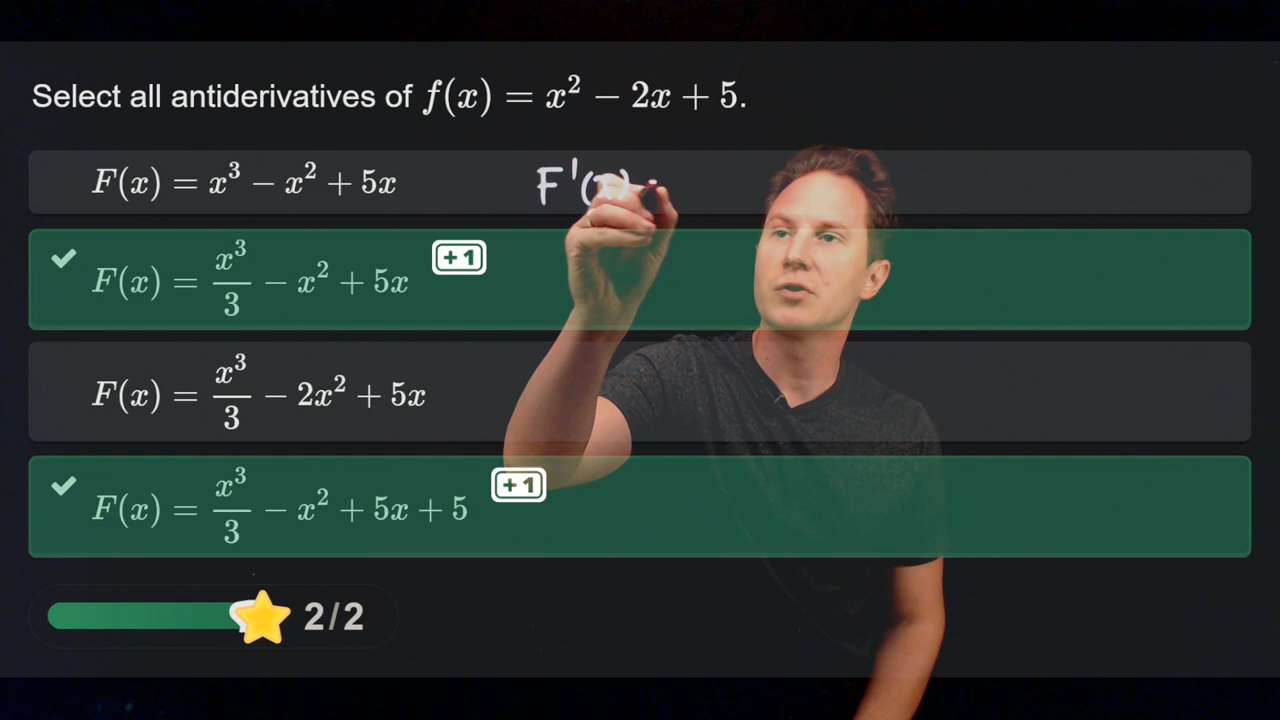 Select all antiderivatives of f(x) = x² − 2x + 5.
F(x) = x³ − x² + 5x
F'(x)
F(x) = x³/3 − x² + 5x
+1
F(x) = x³/3 − 2x² + 5x
F(x) = x³/3 − x² + 5x + 5
+1
2/2